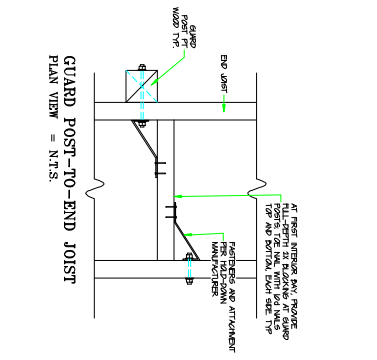 GUARD
POST PT
WOOD TYP.
END JOIST
AT FIRST INTERIOR BAY, PROVIDE
FULL-DEPTH 2X BLOCKING AT GUARD
POSTS, TOE NAIL WITH 10d NAILS
TOP AND BOTTOM, EACH SIDE, TYP
FASTENERS AND ATTACHMENT
PER HOLD-DOWN
MANUFACTURER
GUARD POST-TO-END JOIST
PLAN VIEW = N.T.S.